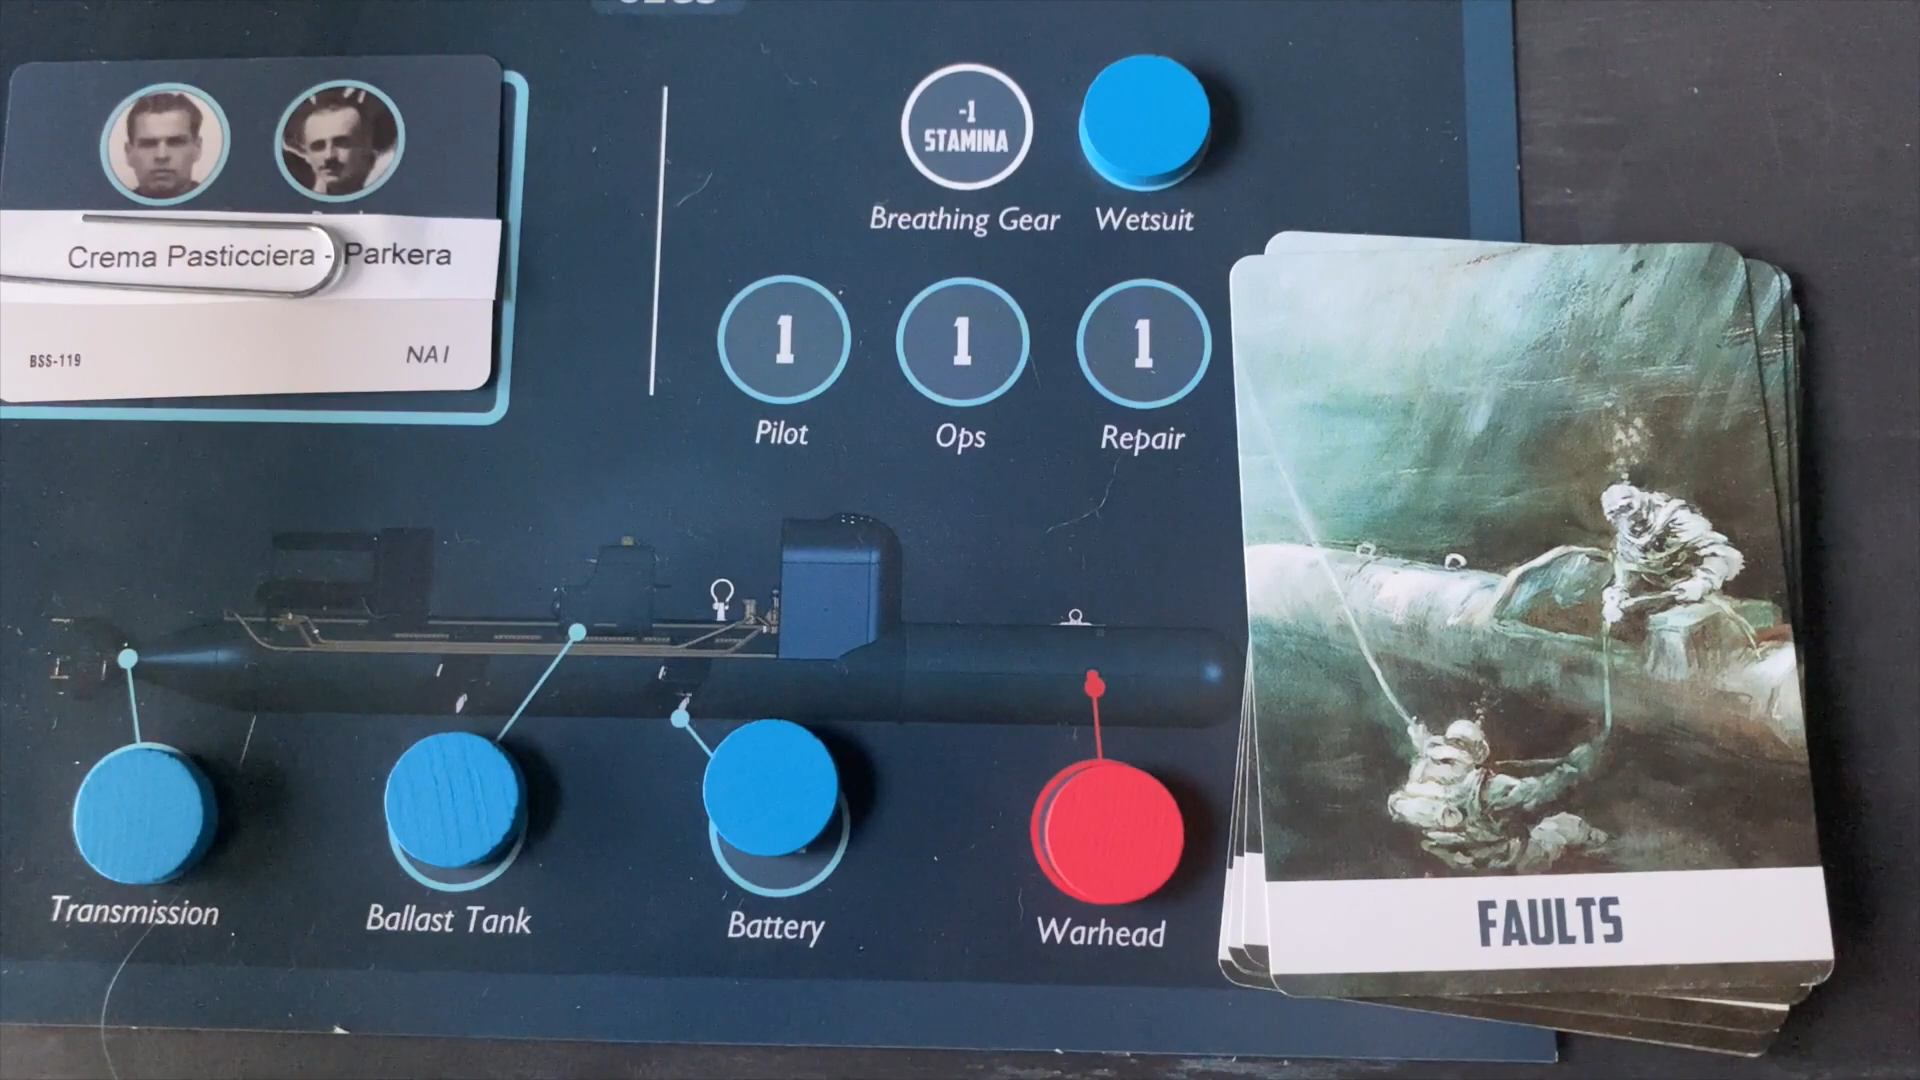 -1
STAMINA
Breathing Gear
Wetsuit
Crema Pasticciera - Parkera
BSS-119
NA1
1
1
1
Pilot
Ops
Repair
Transmission
Ballast Tank
Battery
Warhead
FAULTS